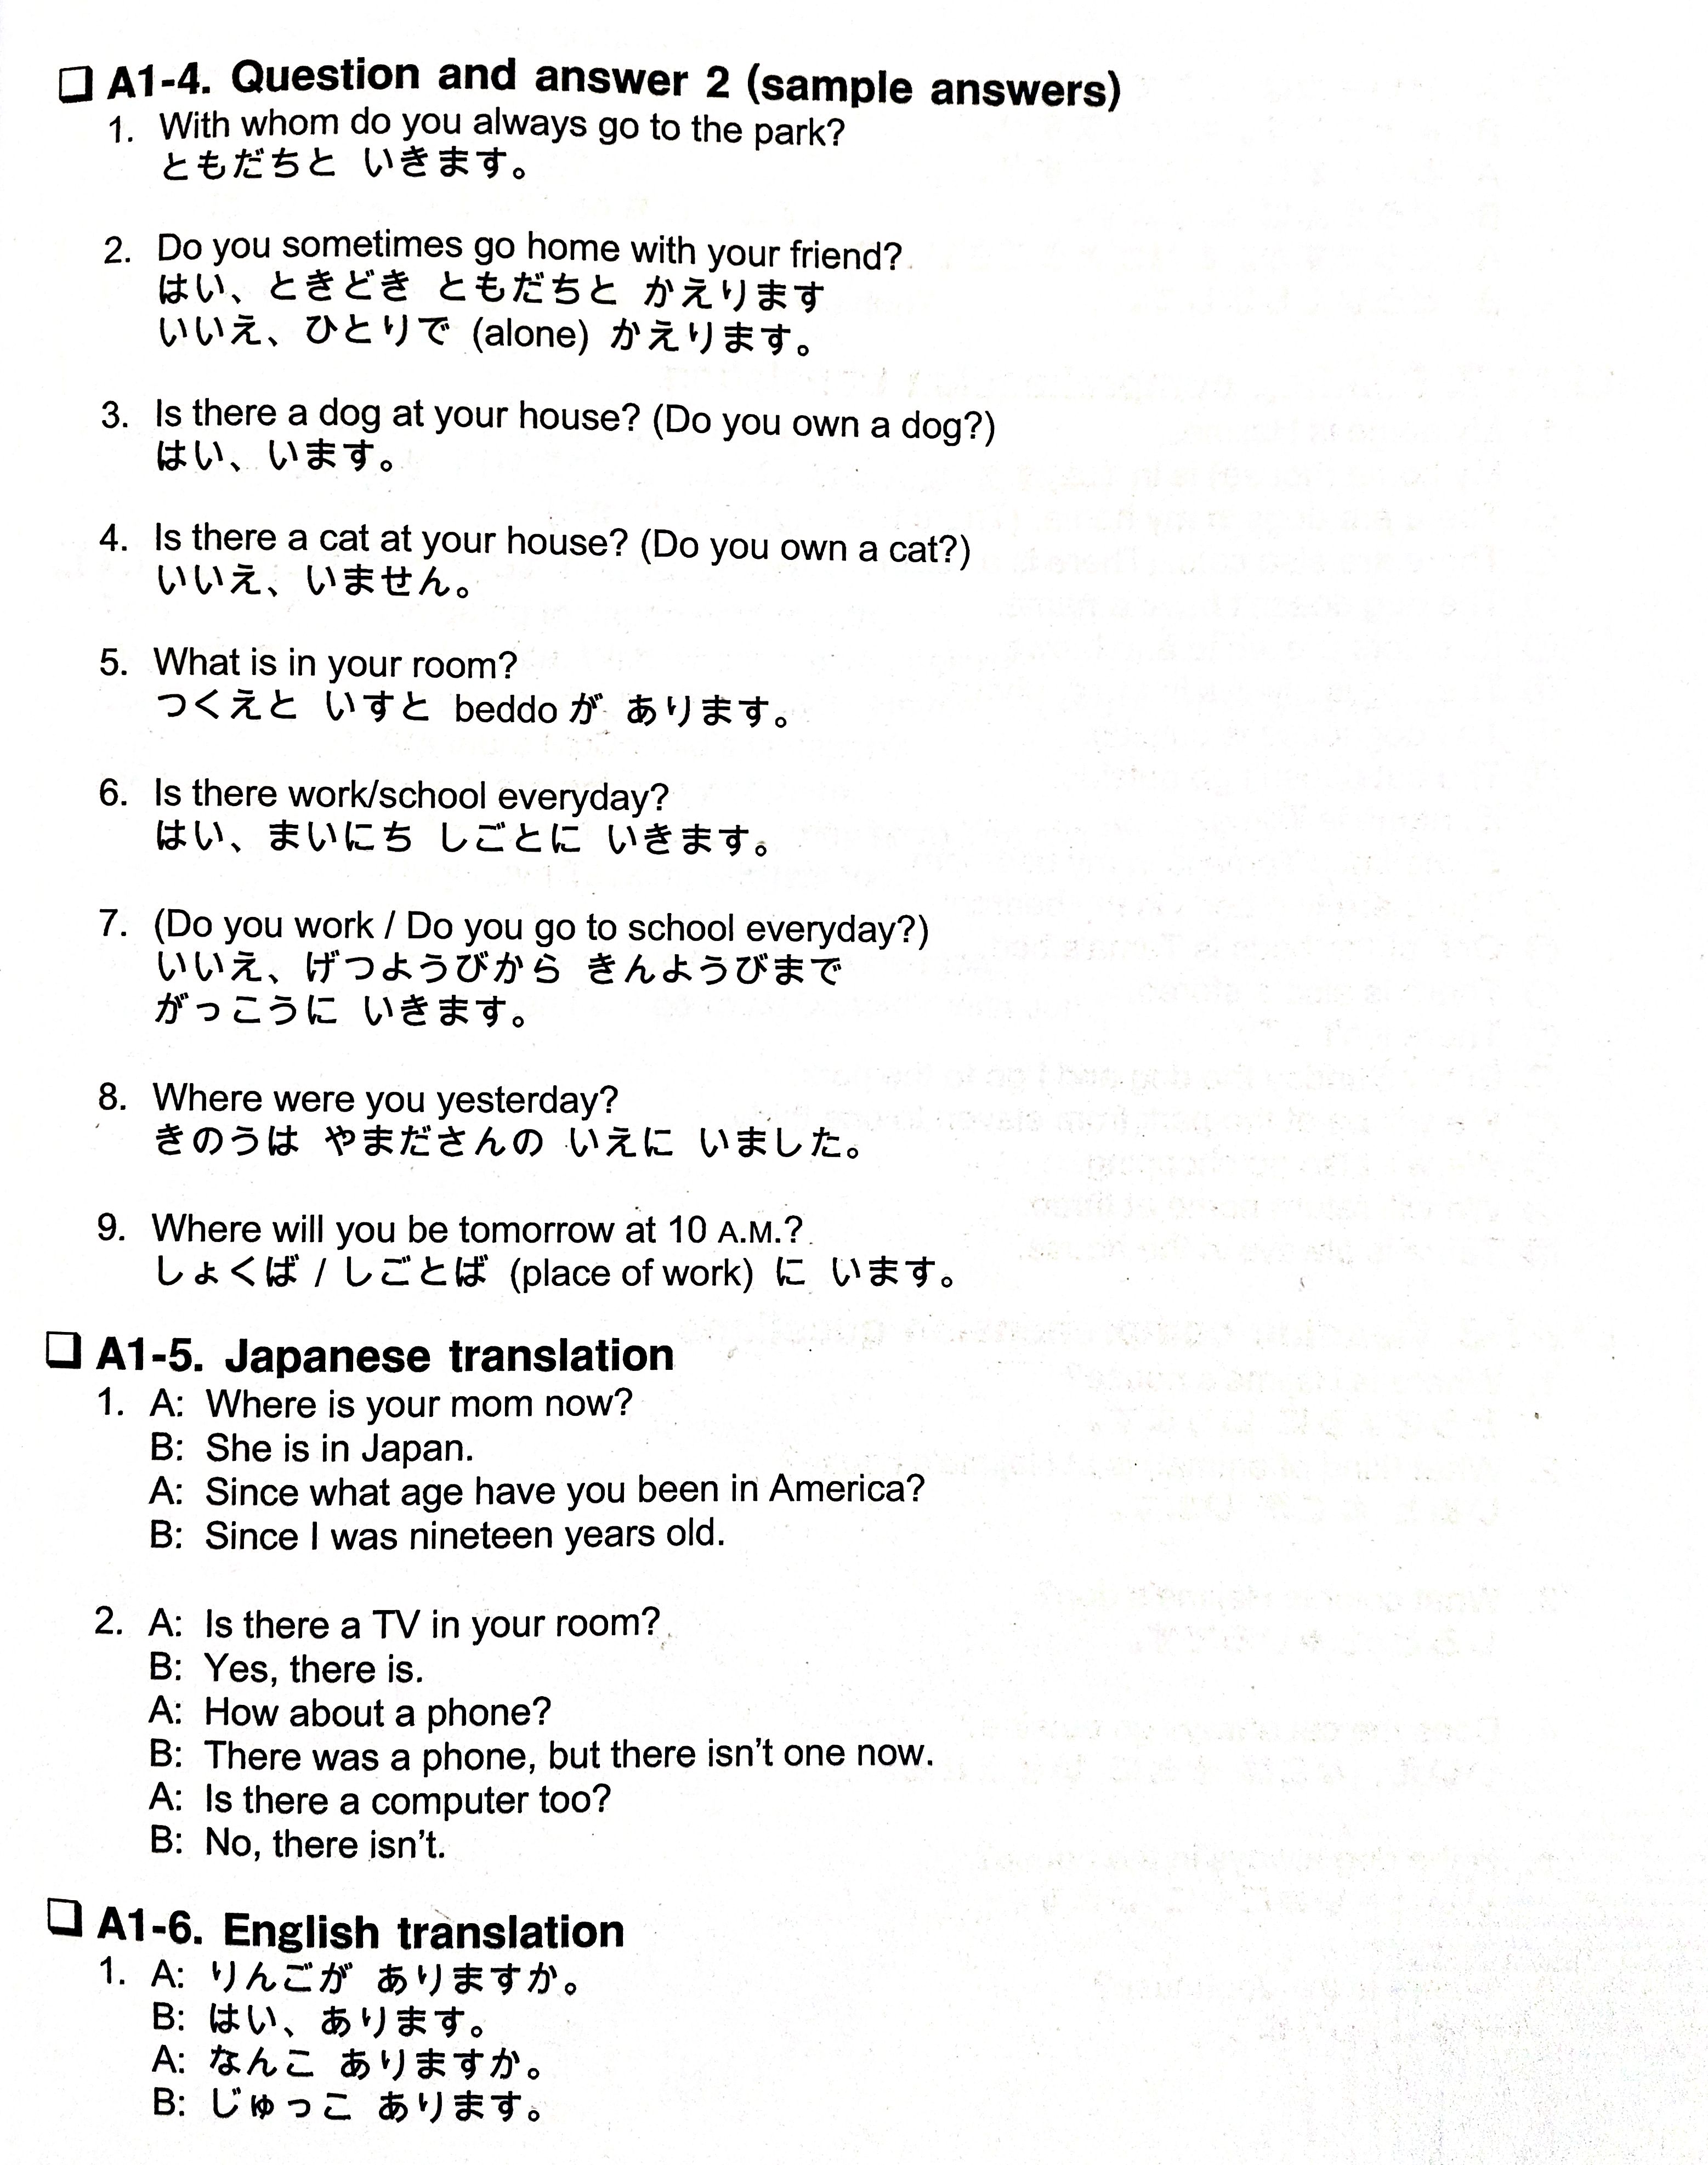 A1-4. Question and answer 2 (sample answers)
1. With whom do you always go to the park?
ともだちと いきます。
2. Do you sometimes go home with your friend?
はい、ときどき ともだちと かえります
いいえ、ひとりで (alone) かえります。
3. Is there a dog at your house? (Do you own a dog?)
はい、います。
4. Is there a cat at your house? (Do you own a cat?)
いいえ、いません。
5. What is in your room?
つくえと いすと beddo が あります。
6. Is there work/school everyday?
はい、まいにち しごとに いきます。
7. (Do you work / Do you go to school everyday?)
いいえ、げつようびから きんようびまで
がっこうに いきます。
8. Where were you yesterday?
きのうは やまださんの いえに いました。
9. Where will you be tomorrow at 10 A.M.?
しょくば / しごとば (place of work) に います。
A1-5. Japanese translation
1. A: Where is your mom now?
B: She is in Japan.
A: Since what age have you been in America?
B: Since I was nineteen years old.
2. A: Is there a TV in your room?
B: Yes, there is.
A: How about a phone?
B: There was a phone, but there isn't one now.
A: Is there a computer too?
B: No, there isn't.
A1-6. English translation
1. A: りんごが ありますか。
B: はい、あります。
A: なんこ ありますか。
B: じゅっこ あります。